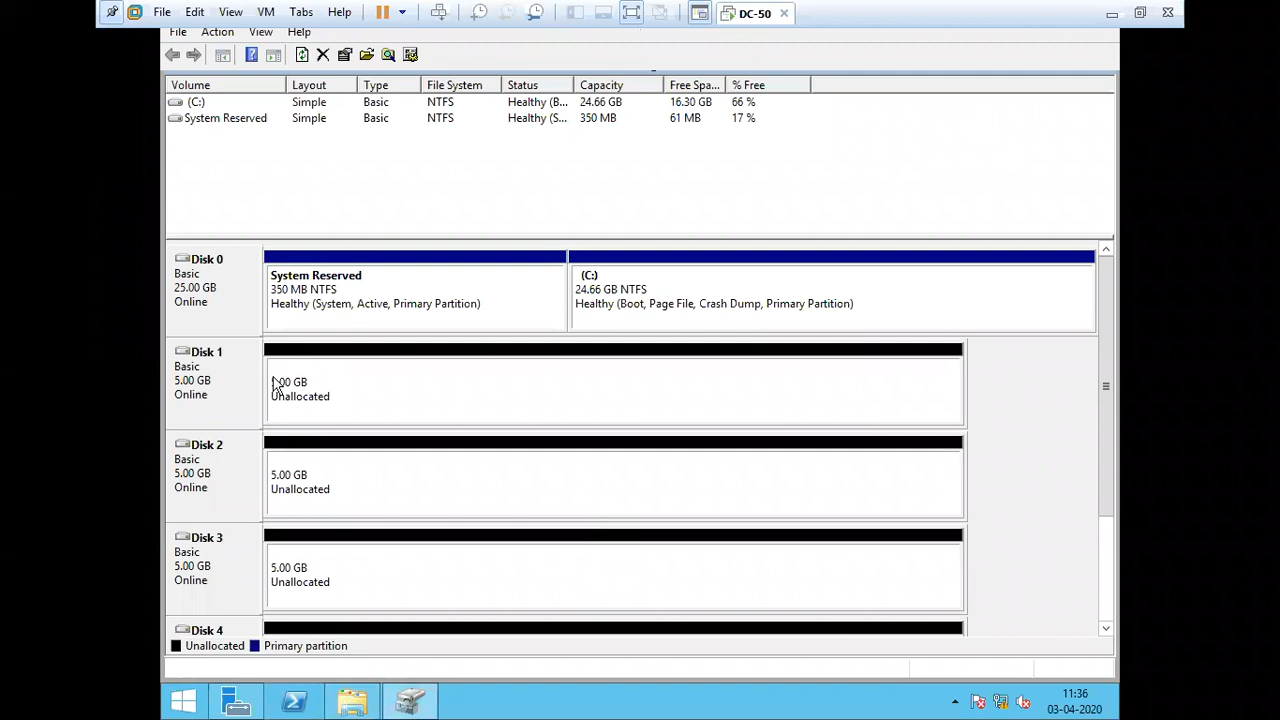 File Edit View VM Tabs Help DC-50
File Action View Help
Volume Layout Type File System Status Capacity Free Spa... % Free
(C:) Simple Basic NTFS Healthy (B... 24.66 GB 16.30 GB 66 %
System Reserved Simple Basic NTFS Healthy (S... 350 MB 61 MB 17 %
Disk 0
Basic
25.00 GB
Online
System Reserved
350 MB NTFS
Healthy (System, Active, Primary Partition)
(C:)
24.66 GB NTFS
Healthy (Boot, Page File, Crash Dump, Primary Partition)
Disk 1
Basic
5.00 GB
Online
5.00 GB
Unallocated
Disk 2
Basic
5.00 GB
Online
5.00 GB
Unallocated
Disk 3
Basic
5.00 GB
Online
5.00 GB
Unallocated
Disk 4
Unallocated Primary partition
11:36
03-04-2020